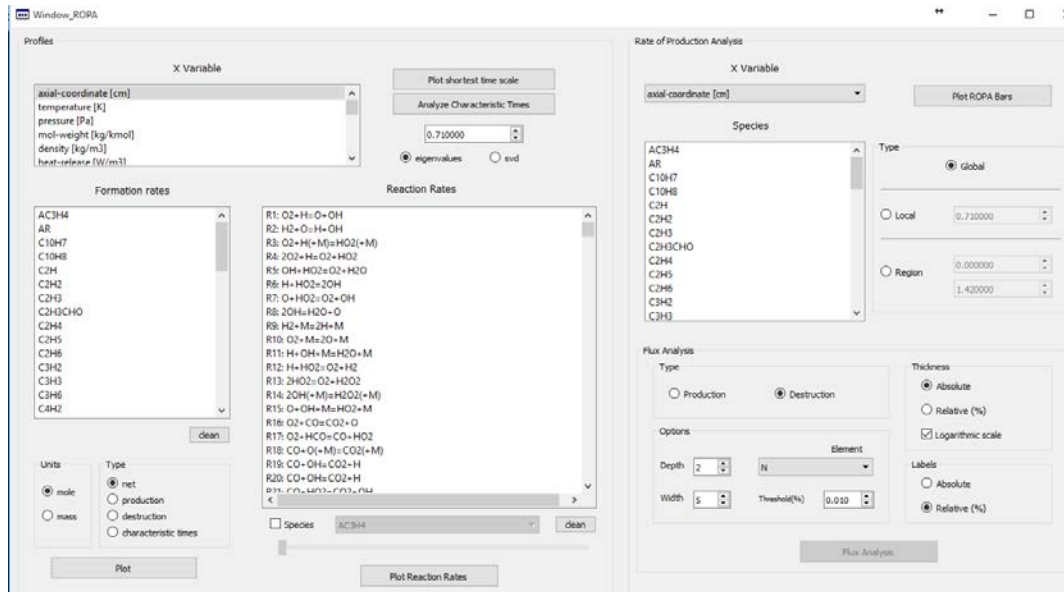 Window_ROPA
Profiles
X Variable
axial-coordinate [cm]
temperature [K]
pressure [Pa]
mol-weight [kg/kmol]
density [kg/m3]
heat-release [W/m3]
Plot shortest time scale
Analyze Characteristic Times
0.710000
eigenvalues
svd
Formation rates
AC3H4
AR
C10H7
C10H8
C2H
C2H2
C2H3
C2H3CHO
C2H4
C2H5
C2H6
C3H2
C3H3
C3H6
C4H2
clean
Reaction Rates
R1: O2+H=O+OH
R2: H2+O=H+OH
R3: O2+H(+M)=HO2(+M)
R4: 2O2+H=O2+HO2
R5: OH+HO2=O2+H2O
R6: H+HO2=2OH
R7: O+HO2=O2+OH
R8: 2OH=H2O+O
R9: H2+M=2H+M
R10: O2+M=2O+M
R11: H+OH+M=H2O+M
R12: H+HO2=O2+H2
R13: 2HO2=O2+H2O2
R14: 2OH(+M)=H2O2(+M)
R15: O+OH+M=HO2+M
R16: O2+CO=CO2+O
R17: O2+HCO=CO+HO2
R18: CO+O(+M)=CO2(+M)
R19: CO+OH=CO2+H
R20: CO+OH=CO2+H
R21: CO+HO2=CO2+OH
Species
AC3H4
clean
Plot Reaction Rates
Units
mole
mass
Type
net
production
destruction
characteristic times
Plot
Rate of Production Analysis
X Variable
axial-coordinate [cm]
Plot ROPA Bars
Species
AC3H4
AR
C10H7
C10H8
C2H
C2H2
C2H3
C2H3CHO
C2H4
C2H5
C2H6
C3H2
C3H3
Type
Global
Local
0.710000
Region
0.000000
1.420000
Flux Analysis
Type
Production
Destruction
Options
Element
Depth
2
N
Width
5
Threshold(%)
0.010
Thickness
Absolute
Relative (%)
Logarithmic scale
Labels
Absolute
Relative (%)
Flux Analysis